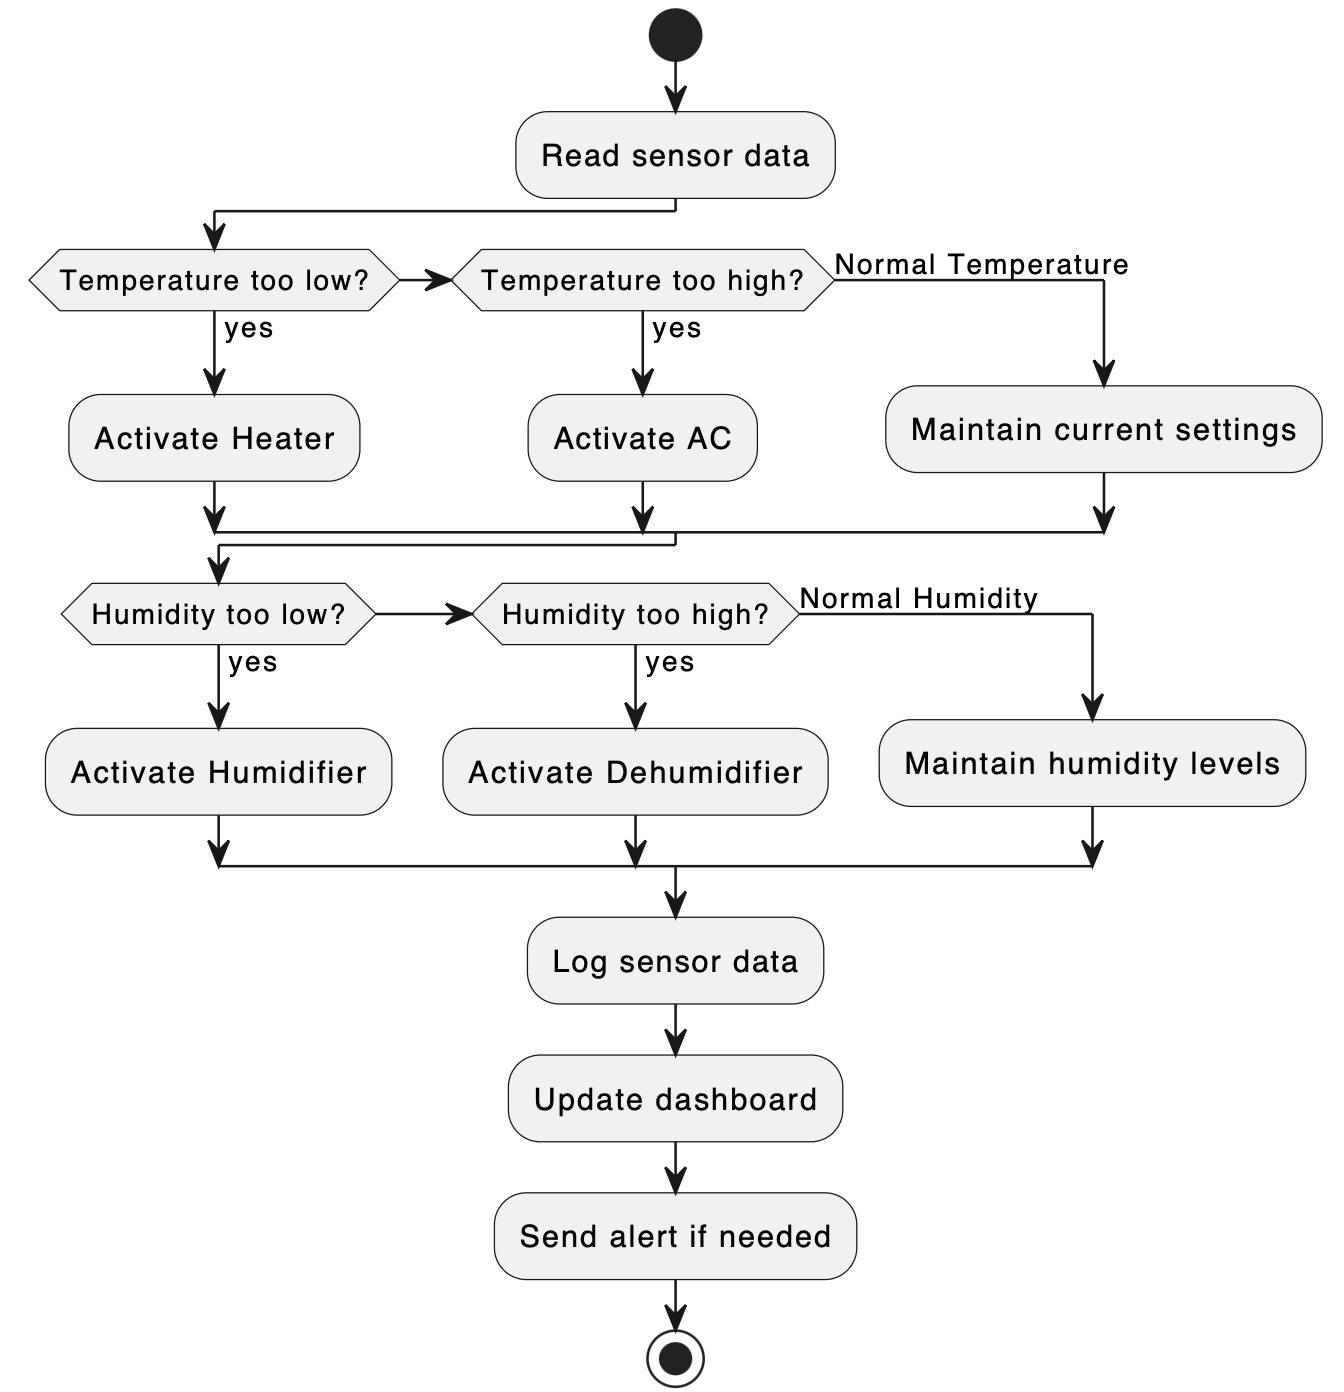 Read sensor data
Temperature too low?
Temperature too high?
Normal Temperature
yes
yes
Activate Heater
Activate AC
Maintain current settings
Humidity too low?
Humidity too high?
Normal Humidity
yes
yes
Activate Humidifier
Activate Dehumidifier
Maintain humidity levels
Log sensor data
Update dashboard
Send alert if needed